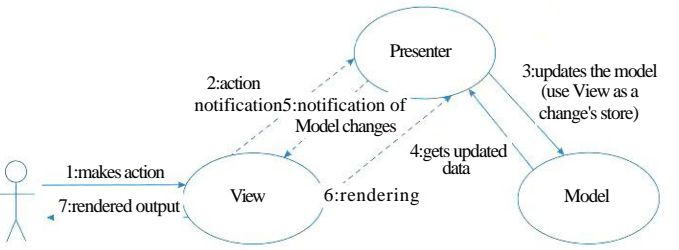 Presenter
2:action
notification
5:notification of
Model changes
3:updates the model
(use View as a
change's store)
4:gets updated
data
1:makes action
7:rendered output
View
6:rendering
Model